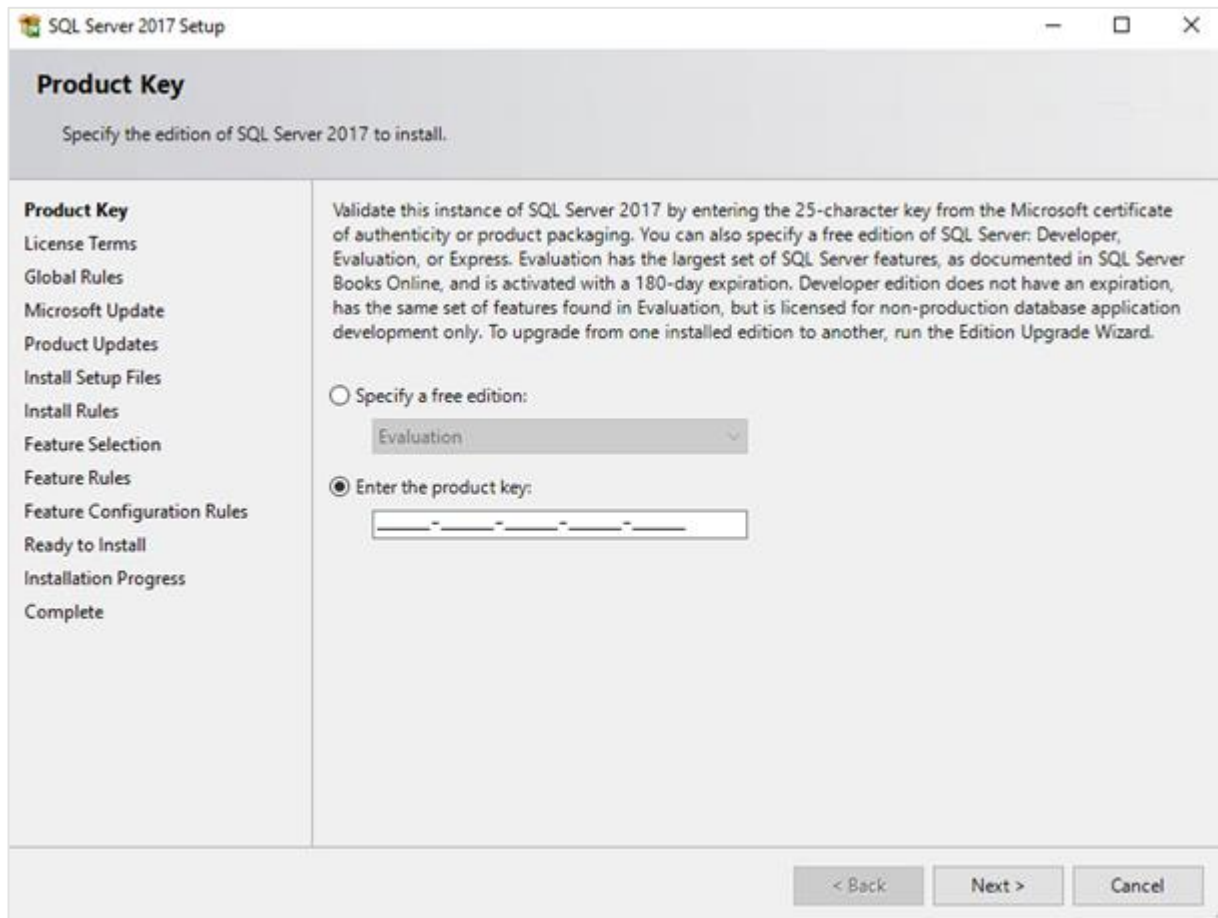 SQL Server 2017 Setup
Product Key
Specify the edition of SQL Server 2017 to install.
Product Key
License Terms
Global Rules
Microsoft Update
Product Updates
Install Setup Files
Install Rules
Feature Selection
Feature Rules
Feature Configuration Rules
Ready to Install
Installation Progress
Complete
Validate this instance of SQL Server 2017 by entering the 25-character key from the Microsoft certificate
of authenticity or product packaging. You can also specify a free edition of SQL Server: Developer,
Evaluation, or Express. Evaluation has the largest set of SQL Server features, as documented in SQL Server
Books Online, and is activated with a 180-day expiration. Developer edition does not have an expiration,
has the same set of features found in Evaluation, but is licensed for non-production database application
development only. To upgrade from one installed edition to another, run the Edition Upgrade Wizard.
Specify a free edition:
Evaluation
Enter the product key:
_____-_____-_____-_____-_____
< Back
Next >
Cancel